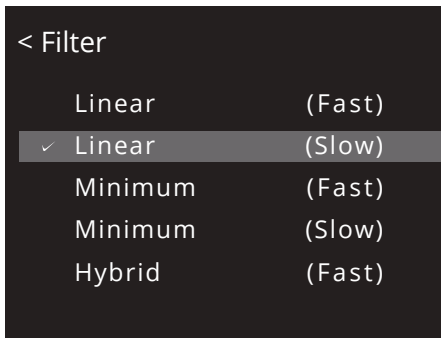 < Filter
Linear (Fast)
✓ Linear (Slow)
Minimum (Fast)
Minimum (Slow)
Hybrid (Fast)